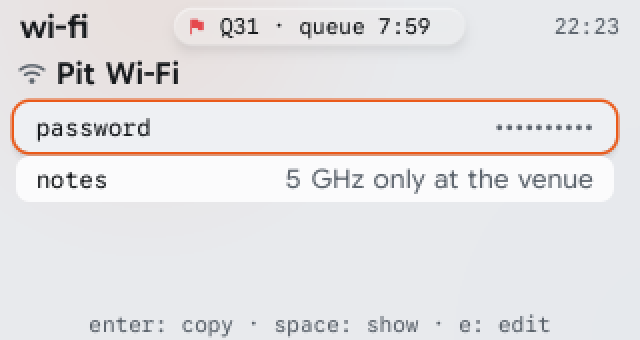 wi-fi
Q31 · queue 7:59
22:23
Pit Wi-Fi
password ••••••••••
notes 5 GHz only at the venue
enter: copy · space: show · e: edit